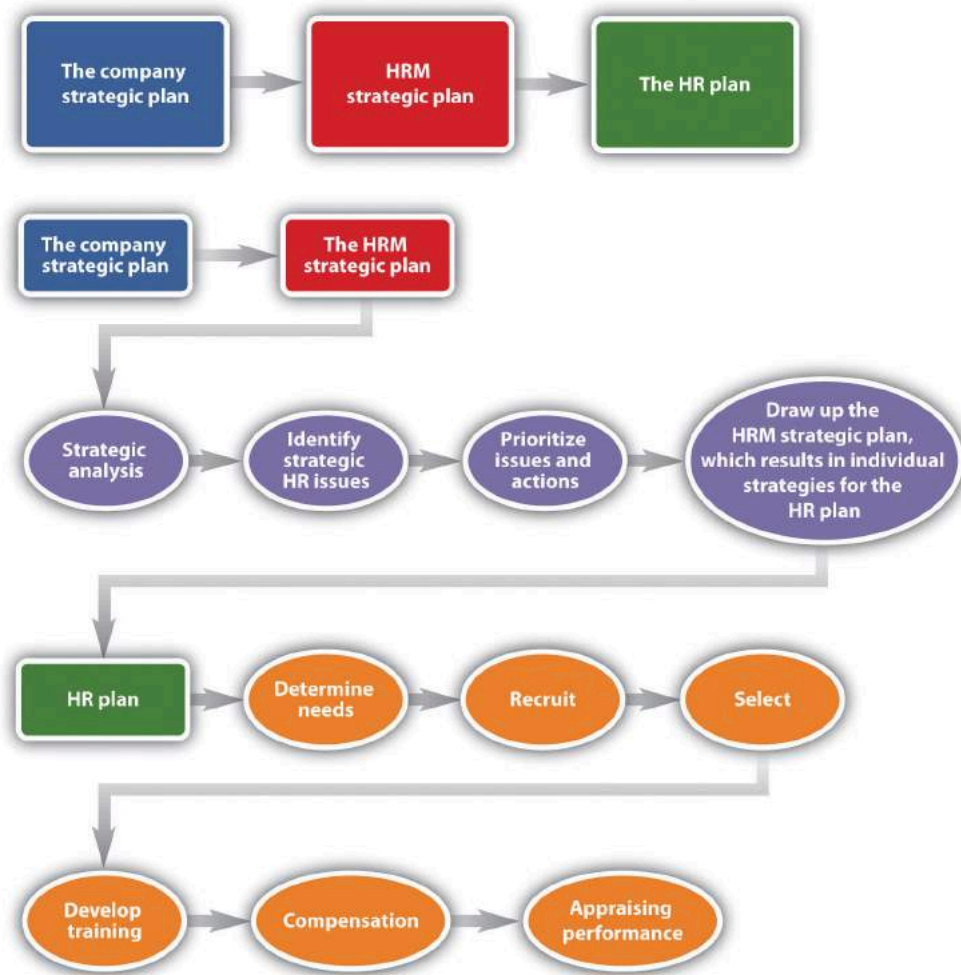 The company
strategic plan
HRM
strategic plan
The HR plan
The company
strategic plan
The HRM
strategic plan
Strategic
analysis
Identify
strategic
HR issues
Prioritize
issues and
actions
Draw up the
HRM strategic plan,
which results in individual
strategies for the
HR plan
HR plan
Determine
needs
Recruit
Select
Develop
training
Compensation
Appraising
performance